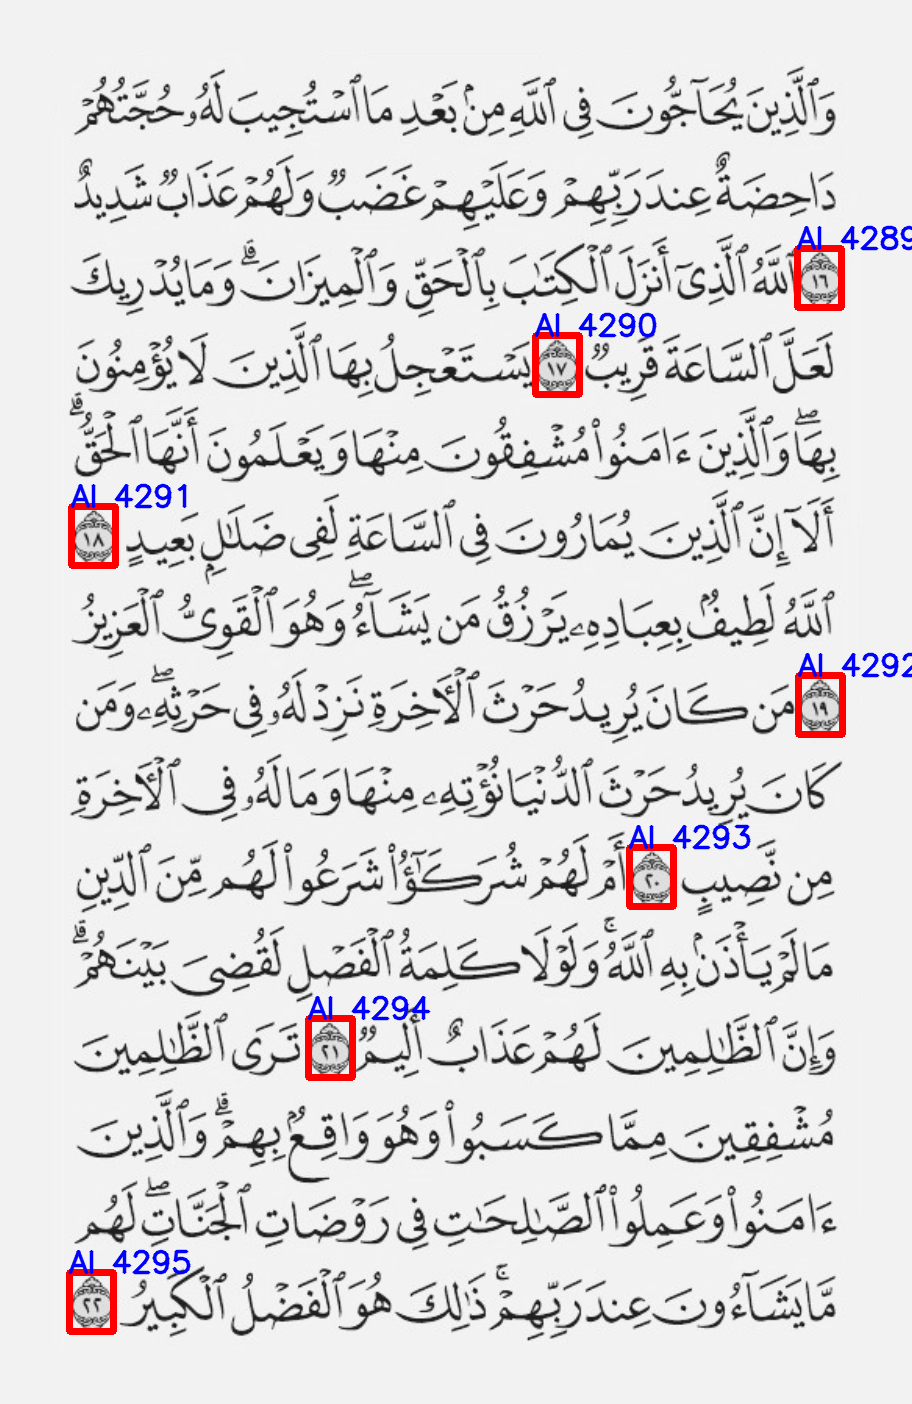 وَٱلَّذِينَ يُحَآجُّونَ فِى ٱللَّهِ مِنۢ بَعْدِ مَا ٱسْتُجِيبَ لَهُۥ حُجَّتُهُمْ
دَاحِضَةٌ عِندَ رَبِّهِمْ وَعَلَيْهِمْ غَضَبٌ وَلَهُمْ عَذَابٌ شَدِيدٌ
AI 4289
١٦ ٱللَّهُ ٱلَّذِىٓ أَنزَلَ ٱلْكِتَـٰبَ بِٱلْحَقِّ وَٱلْمِيزَانَ ۗ وَمَا يُدْرِيكَ
AI 4290
لَعَلَّ ٱلسَّاعَةَ قَرِيبٌ ١٧ يَسْتَعْجِلُ بِهَا ٱلَّذِينَ لَا يُؤْمِنُونَ
بِهَا ۖ وَٱلَّذِينَ ءَامَنُوا۟ مُشْفِقُونَ مِنْهَا وَيَعْلَمُونَ أَنَّهَا ٱلْحَقُّ ۗ
AI 4291
أَلَآ إِنَّ ٱلَّذِينَ يُمَارُونَ فِى ٱلسَّاعَةِ لَفِى ضَلَـٰلٍۭ بَعِيدٍ ١٨
ٱللَّهُ لَطِيفٌۢ بِعِبَادِهِۦ يَرْزُقُ مَن يَشَآءُ ۖ وَهُوَ ٱلْقَوِىُّ ٱلْعَزِيزُ
AI 4292
١٩ مَن كَانَ يُرِيدُ حَرْثَ ٱلْـَٔاخِرَةِ نَزِدْ لَهُۥ فِى حَرْثِهِۦ ۖ وَمَن
كَانَ يُرِيدُ حَرْثَ ٱلدُّنْيَا نُؤْتِهِۦ مِنْهَا وَمَا لَهُۥ فِى ٱلْـَٔاخِرَةِ
AI 4293
مِن نَّصِيبٍ ٢٠ أَمْ لَهُمْ شُرَكَـٰٓؤُا۟ شَرَعُوا۟ لَهُم مِّنَ ٱلدِّينِ
مَا لَمْ يَأْذَنۢ بِهِ ٱللَّهُ ۚ وَلَوْلَا كَلِمَةُ ٱلْفَصْلِ لَقُضِىَ بَيْنَهُمْ ۗ
AI 4294
وَإِنَّ ٱلظَّـٰلِمِينَ لَهُمْ عَذَابٌ أَلِيمٌ ٢١ تَرَى ٱلظَّـٰلِمِينَ
مُشْفِقِينَ مِمَّا كَسَبُوا۟ وَهُوَ وَاقِعٌۢ بِهِمْ ۗ وَٱلَّذِينَ
ءَامَنُوا۟ وَعَمِلُوا۟ ٱلصَّـٰلِحَـٰتِ فِى رَوْضَاتِ ٱلْجَنَّاتِ ۖ لَهُم
AI 4295
مَّا يَشَآءُونَ عِندَ رَبِّهِمْ ۚ ذَٰلِكَ هُوَ ٱلْفَضْلُ ٱلْكَبِيرُ ٢٢